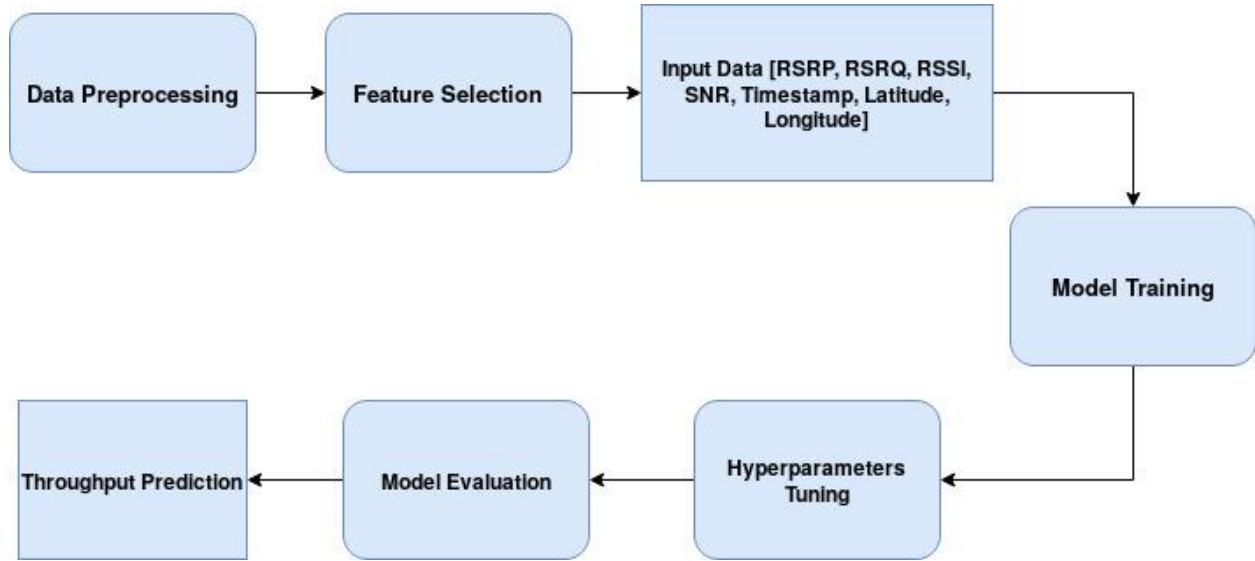 Data Preprocessing
Feature Selection
Input Data [RSRP, RSRQ, RSSI,
SNR, Timestamp, Latitude,
Longitude]
Model Training
Throughput Prediction
Model Evaluation
Hyperparameters
Tuning